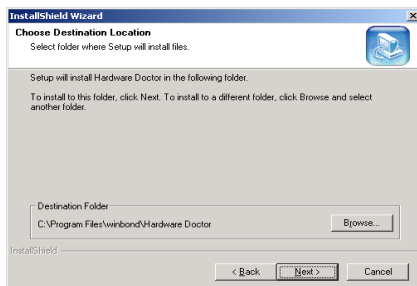 InstallShield Wizard
Choose Destination Location
Select folder where Setup will install files.
Setup will install Hardware Doctor in the following folder.
To install to this folder, click Next. To install to a different folder, click Browse and select
another folder.
Destination Folder
C:\Program Files\winbond\Hardware Doctor
Browse...
InstallShield
< Back
Next >
Cancel